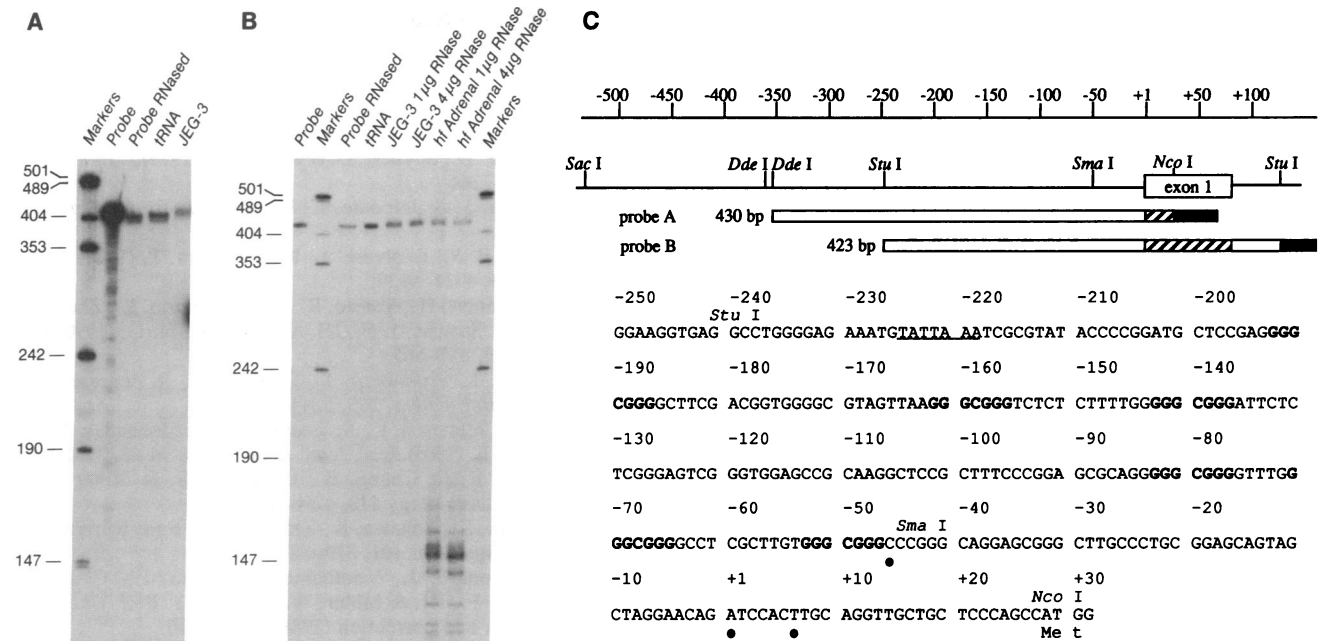 A
Markers
Probe
Probe RNased
tRNA
JEG-3
501
489
404
353
242
190
147
B
Probe
Markers
Probe RNased
tRNA
JEG-3 1µg RNase
JEG-3 4µg RNase
hf Adrenal 1µg RNase
hf Adrenal 4µg RNase
Markers
501
489
404
353
242
190
147
C
-500 -450 -400 -350 -300 -250 -200 -150 -100 -50 +1 +50 +100
Sac I Dde I Dde I Stu I Sma I Nco I Stu I
exon 1
probe A 430 bp
probe B 423 bp
-250 -240 -230 -220 -210 -200
Stu I
GGAAGGTGAG GCCTGGGGAG AAATGTATTA AATCGCGTAT ACCCCGGATG CTCCGAGGGG
-190 -180 -170 -160 -150 -140
CGGGGCTTCG ACGGTGGGGC GTAGTTAAGG GCGGGTCTCT CTTTTGGGGG CGGGATTCTC
-130 -120 -110 -100 -90 -80
TCGGGAGTCG GGTGGAGCCG CAAGGCTCCG CTTTCCCGGA GCGCAGGGGG CGGGGTTTGG
-70 -60 -50 -40 -30 -20
Sma I
GGCGGGGCCT CGCTTGTGGG CGGGCCCGGG CAGGAGCGGG CTTGCCCTGC GGAGCAGTAG
-10 +1 +10 +20 +30
Nco I
CTAGGAACAG ATCCACTTGC AGGTTGCTGC TCCCAGCCAT GG
Met